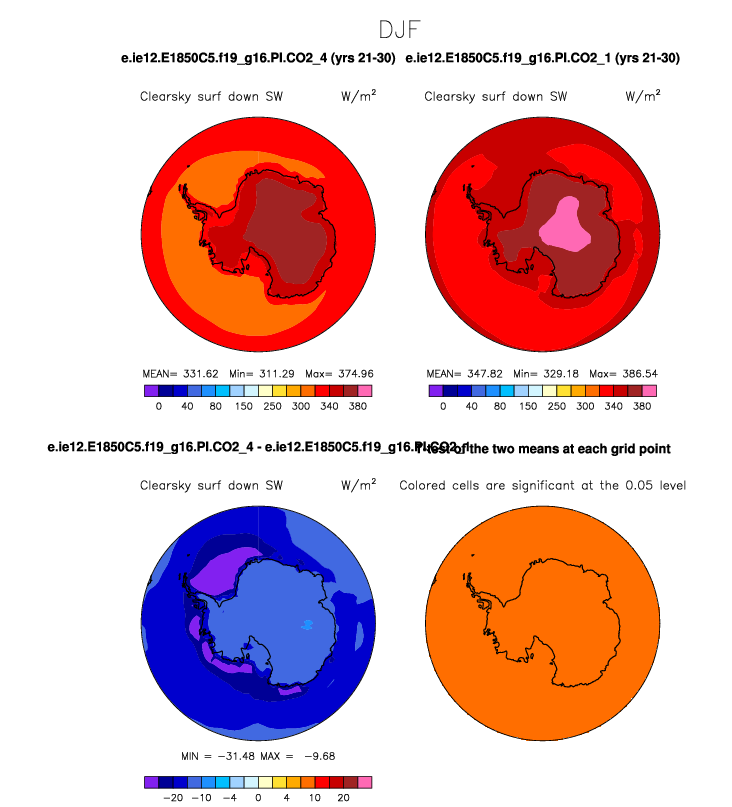 DJF
e.ie12.E1850C5.f19_g16.PI.CO2_4 (yrs 21-30) e.ie12.E1850C5.f19_g16.PI.CO2_1 (yrs 21-30)
Clearsky surf down SW W/m² Clearsky surf down SW W/m²
MEAN= 331.62 Min= 311.29 Max= 374.96 MEAN= 347.82 Min= 329.18 Max= 386.54
0 40 80 150 250 300 340 380 0 40 80 150 250 300 340 380
e.ie12.E1850C5.f19_g16.PI.CO2_4 - e.ie12.E1850C5.f19_g16.PI.CO2_1 T-test of the two means at each grid point
Clearsky surf down SW W/m² Colored cells are significant at the 0.05 level
MIN = −31.48 MAX = −9.68
−20 −10 −4 0 4 10 20